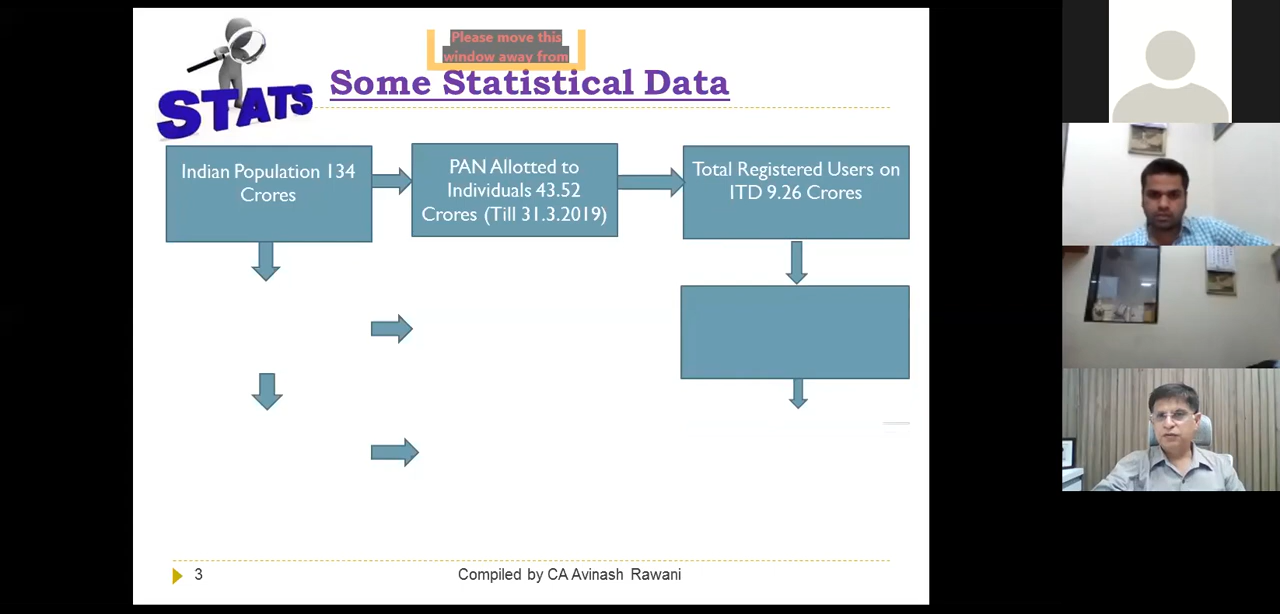 Please move this
window away from
STATS
Some Statistical Data
Indian Population 134
Crores
PAN Allotted to
Individuals 43.52
Crores (Till 31.3.2019)
Total Registered Users on
ITD 9.26 Crores
3
Compiled by CA Avinash Rawani